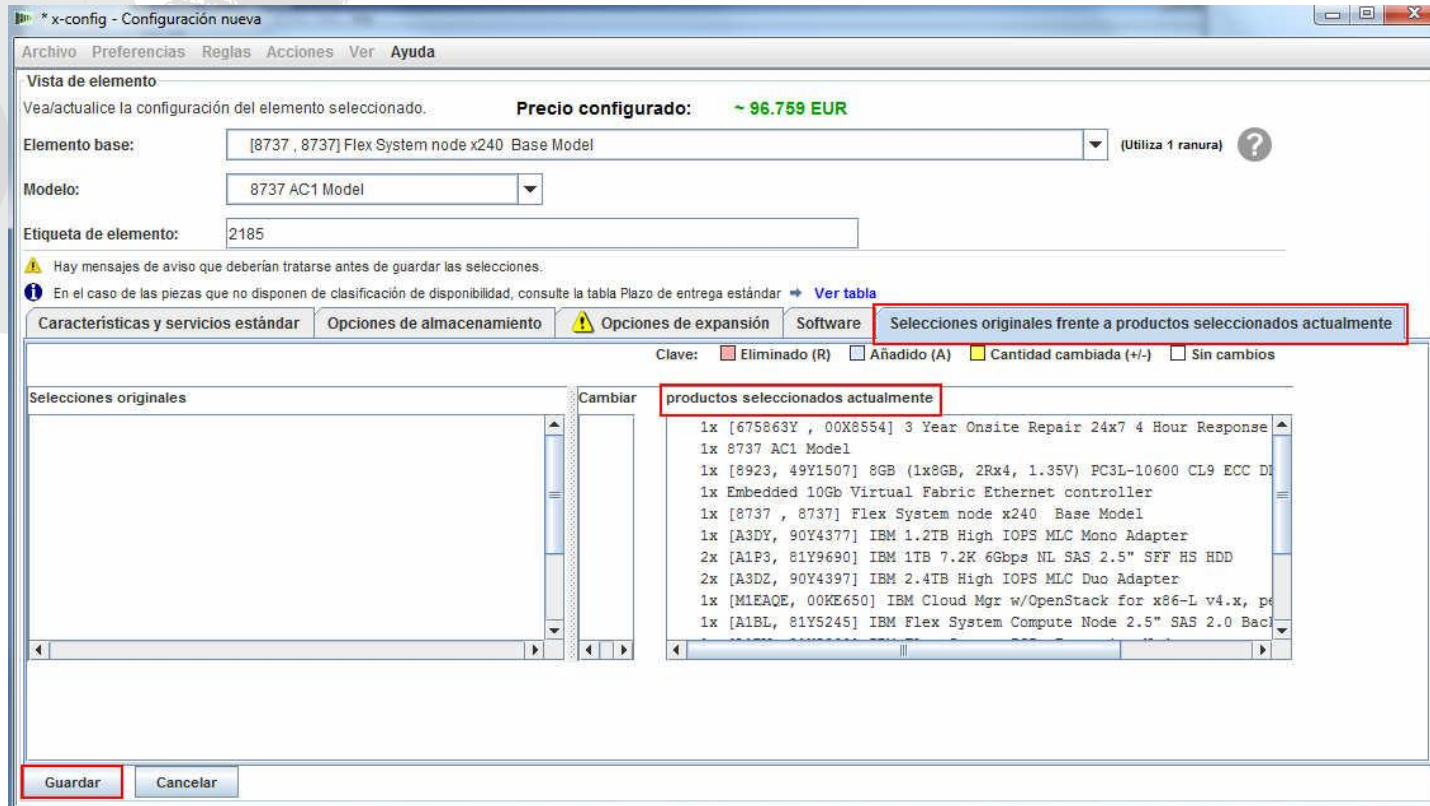 * x-config - Configuración nueva
Archivo Preferencias Reglas Acciones Ver Ayuda
Vista de elemento
Vea/actualice la configuración del elemento seleccionado. Precio configurado: ~ 96.759 EUR
Elemento base: [8737 , 8737] Flex System node x240 Base Model (Utiliza 1 ranura) ?
Modelo: 8737 AC1 Model
Etiqueta de elemento: 2185
Hay mensajes de aviso que deberían tratarse antes de guardar las selecciones.
En el caso de las piezas que no disponen de clasificación de disponibilidad, consulte la tabla Plazo de entrega estándar Ver tabla
Características y servicios estándar Opciones de almacenamiento Opciones de expansión Software Selecciones originales frente a productos seleccionados actualmente
Clave: Eliminado (R) Añadido (A) Cantidad cambiada (+/-) Sin cambios
Selecciones originales Cambiar productos seleccionados actualmente
1x [675863Y , 00X8554] 3 Year Onsite Repair 24x7 4 Hour Response
1x 8737 AC1 Model
1x [8923, 49Y1507] 8GB (1x8GB, 2Rx4, 1.35V) PC3L-10600 CL9 ECC
1x Embedded 10Gb Virtual Fabric Ethernet controller
1x [8737 , 8737] Flex System node x240 Base Model
1x [A3DY, 90Y4377] IBM 1.2TB High IOPS MLC Mono Adapter
2x [A1P3, 81Y9690] IBM 1TB 7.2K 6Gbps NL SAS 2.5" SFF HS HDD
2x [A3DZ, 90Y4397] IBM 2.4TB High IOPS MLC Duo Adapter
1x [M1EAQE, 00KE650] IBM Cloud Mgr w/OpenStack for x86-L v4.x,
1x [A1BL, 81Y5245] IBM Flex System Compute Node 2.5" SAS 2.0
Guardar Cancelar